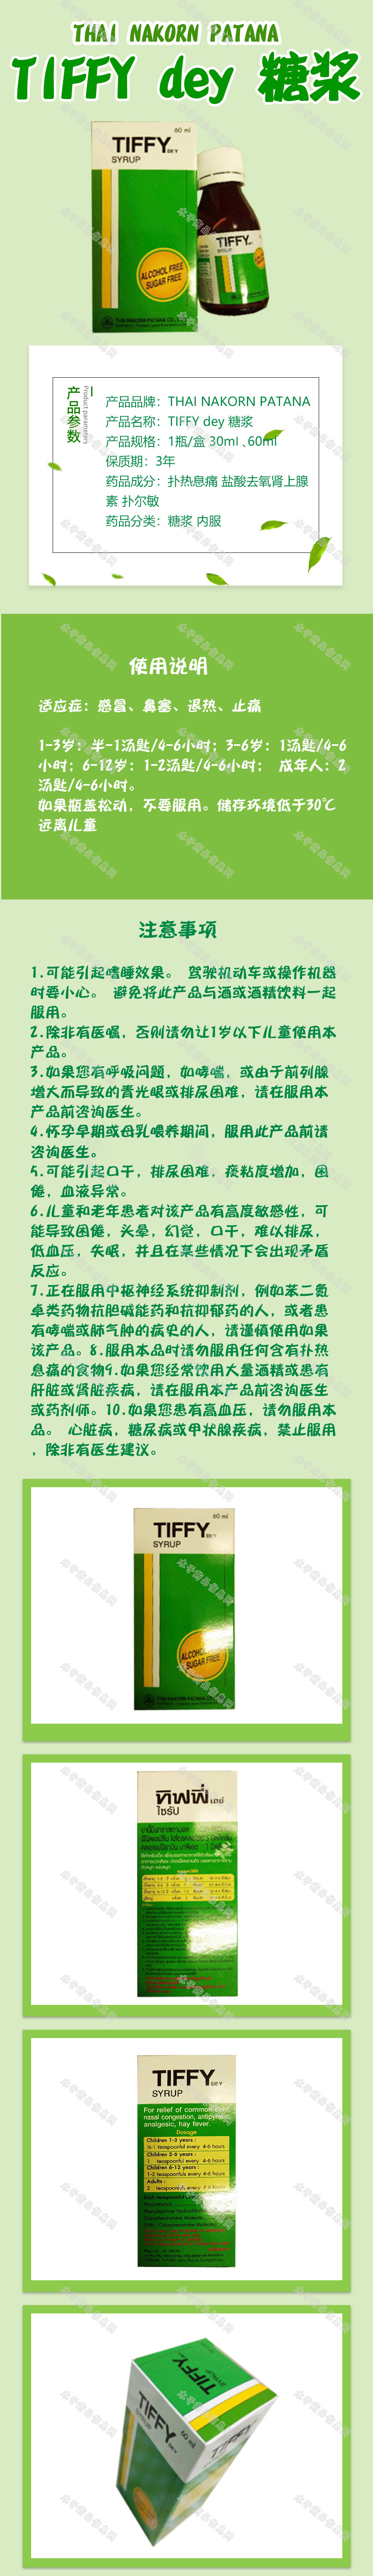 THAI NAKORN PATANA
TIFFY dey 糖浆
60 ml
TIFFY DEY
SYRUP
ALCOHOL FREE
SUGAR FREE
TIFFY
SYRUP
产品参数
Product parameters
产品品牌：THAI NAKORN PATANA
产品名称：TIFFY dey 糖浆
产品规格：1瓶/盒 30ml 、60ml
保质期：3年
药品成分：扑热息痛 盐酸去氧肾上腺
素 扑尔敏
药品分类：糖浆 内服
使用说明
适应症：感冒、鼻塞、退热、止痛
1-3岁：半-1汤匙/4-6小时；3-6岁：1汤匙/4-6
小时；6-12岁：1-2汤匙/4-6小时； 成年人：2
汤匙/4-6小时。
如果瓶盖松动，不要服用。储存环境低于30℃
远离儿童
注意事项
1.可能引起嗜睡效果。 驾驶机动车或操作机器
时要小心。 避免将此产品与酒或酒精饮料一起
服用。
2.除非有医嘱，否则请勿让1岁以下儿童使用本
产品。
3.如果您有呼吸问题，如哮喘，或由于前列腺
增大而导致的青光眼或排尿困难，请在服用本
产品前咨询医生。
4.怀孕早期或母乳喂养期间，服用此产品前请
咨询医生。
5.可能引起口干，排尿困难，痰粘度增加，困
倦，血液异常。
6.儿童和老年患者对该产品有高度敏感性，可
能导致困倦，头晕，幻觉，口干，难以排尿，
低血压，失眠，并且在某些情况下会出现矛盾
反应。
7.正在服用中枢神经系统抑制剂，例如苯二氮
卓类药物抗胆碱能药和抗抑郁药的人，或者患
有哮喘或肺气肿的病史的人，请谨慎使用如果
该产品。8.服用本品时请勿服用任何含有扑热
息痛的食物9.如果您经常饮用大量酒精或患有
肝脏或肾脏疾病，请在服用本产品前咨询医生
或药剂师。10.如果您患有高血压，请勿服用本
品。 心脏病，糖尿病或甲状腺疾病，禁止服用
，除非有医生建议。
60 ml
TIFFY DEY
SYRUP
ALCOHOL FREE
SUGAR FREE
ทิฟฟี่ เดย์
ไซรัป
TIFFY DEY
SYRUP
For relief of common cold,
nasal congestion, antipyretic,
analgesic, hay fever.
Dosage
Children 1-3 years :
½-1 teaspoonful every 4-6 hours
Children 3-6 years :
1 teaspoonful every 4-6 hours
Children 6-12 years :
1-2 teaspoonfuls every 4-6 hours
Adults :
2 teaspoonfuls every 4-6 hours
TIFFY
SYRUP
TIFFY DEY
SYRUP
60 ml